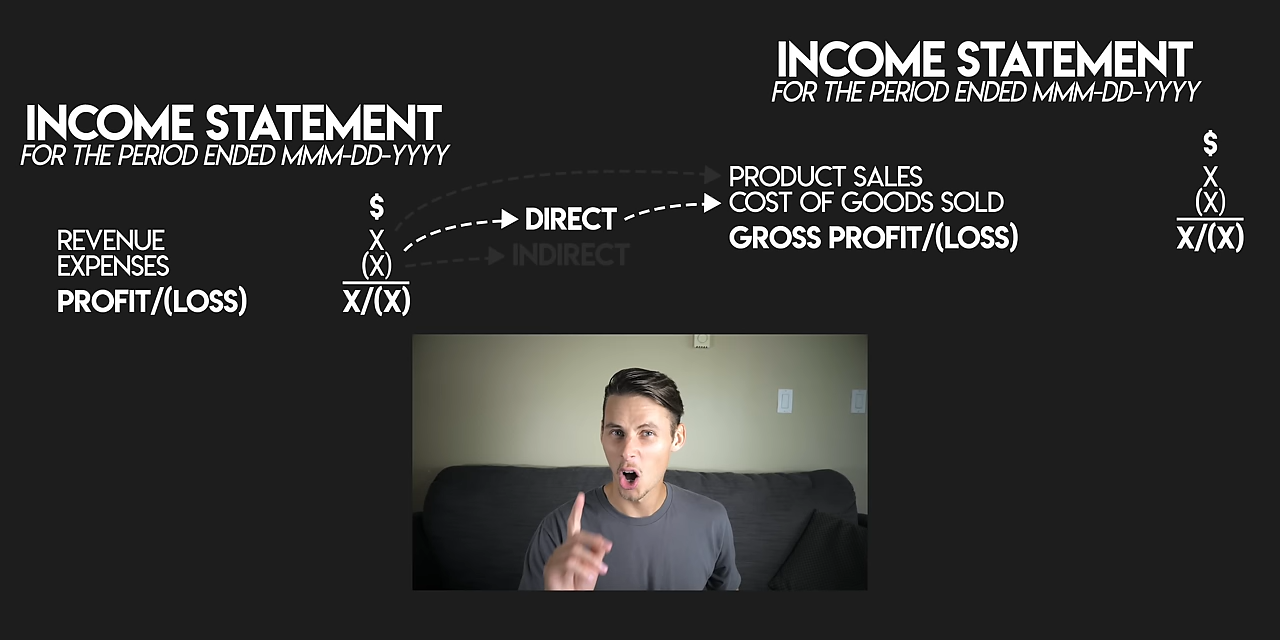 INCOME STATEMENT
FOR THE PERIOD ENDED MMM-DD-YYYY
$
REVENUE X
EXPENSES (X)
PROFIT/(LOSS) X/(X)
DIRECT
INDIRECT
INCOME STATEMENT
FOR THE PERIOD ENDED MMM-DD-YYYY
$
PRODUCT SALES X
COST OF GOODS SOLD (X)
GROSS PROFIT/(LOSS) X/(X)